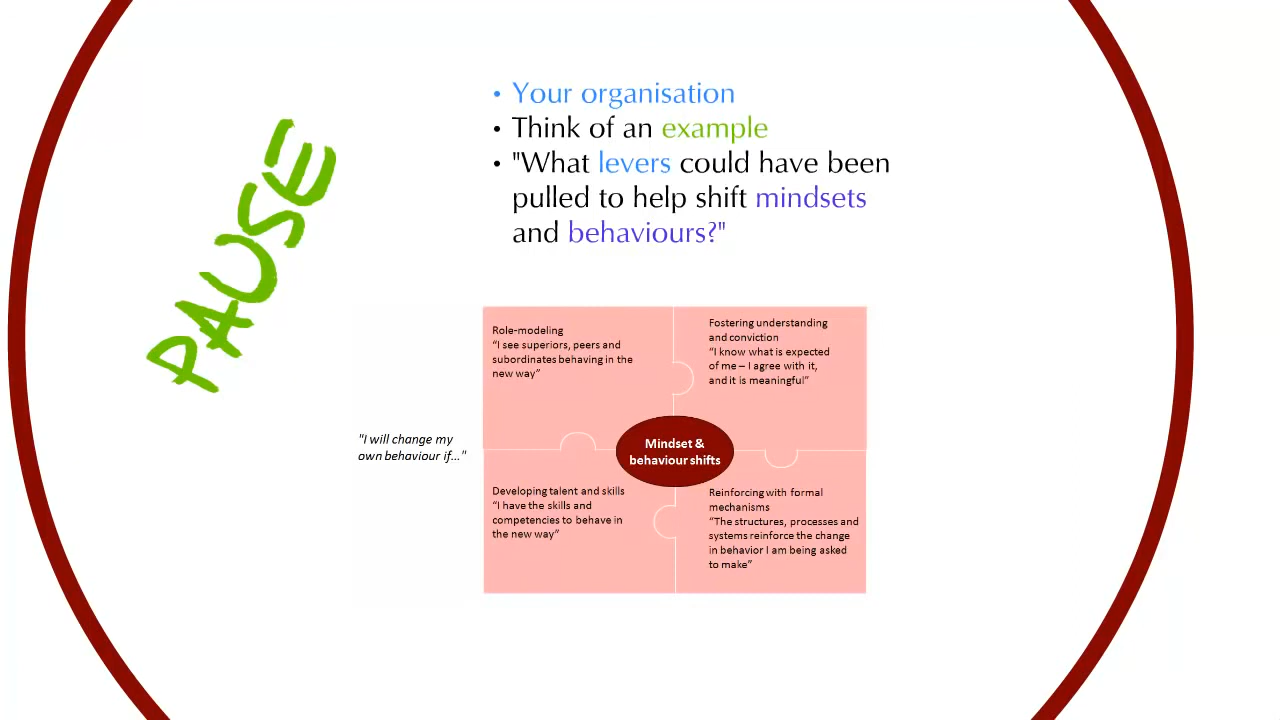 PAUSE
• Your organisation
• Think of an example
• "What levers could have been
pulled to help shift mindsets
and behaviours?"
Role-modeling
“I see superiors, peers and
subordinates behaving in the
new way”
Fostering understanding
and conviction
“I know what is expected
of me – I agree with it,
and it is meaningful”
"I will change my
own behaviour if..."
Mindset &
behaviour shifts
Developing talent and skills
“I have the skills and
competencies to behave in
the new way”
Reinforcing with formal
mechanisms
“The structures, processes and
systems reinforce the change
in behavior I am being asked
to make”